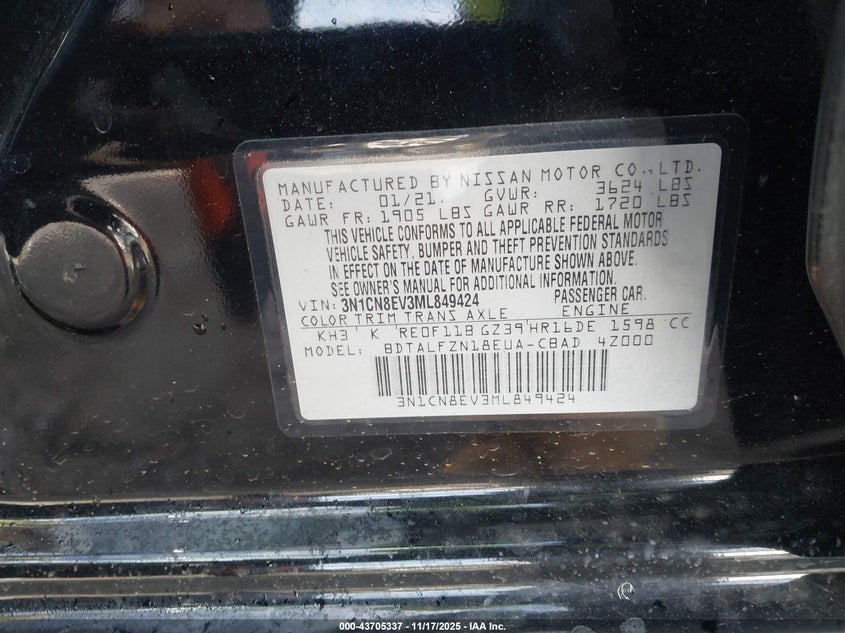 MANUFACTURED BY NISSAN MOTOR CO., LTD.
DATE: 01/21. GVWR: 3624 LBS
GAWR FR: 1905 LBS GAWR RR: 1720 LBS
THIS VEHICLE CONFORMS TO ALL APPLICABLE FEDERAL MOTOR
VEHICLE SAFETY, BUMPER AND THEFT PREVENTION STANDARDS
IN EFFECT ON THE DATE OF MANUFACTURE SHOWN ABOVE.
SEE OWNER'S MANUAL FOR ADDITIONAL INFORMATION.
VIN: 3N1CN8EV3ML849424 PASSENGER CAR.
COLOR TRIM TRANS AXLE ENGINE
KH3 K RE0F11B GZ39 HR16DE 1598 CC
MODEL: BDTALFZN18EUA-CBAD 4Z000
3N1CN8EV3ML849424
000-43705337 - 11/17/2025 - IAA Inc.